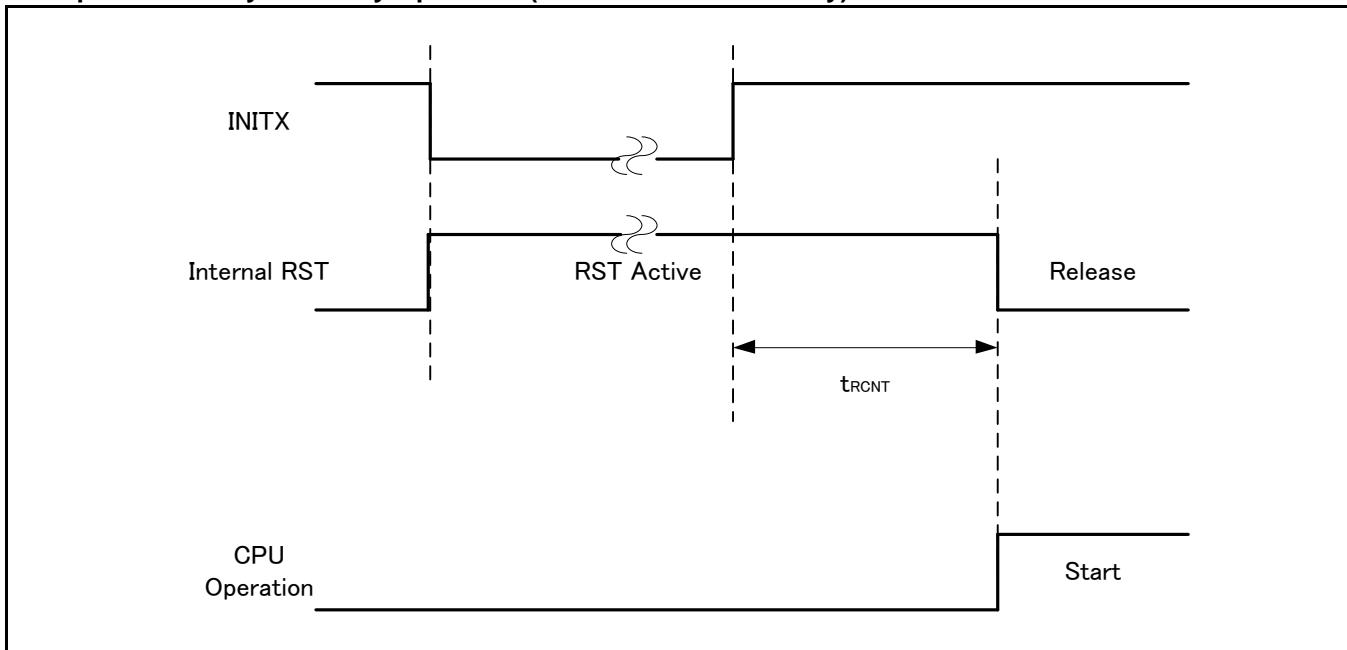 INITX
Internal RST
RST Active
Release
tRCNT
CPU
Operation
Start